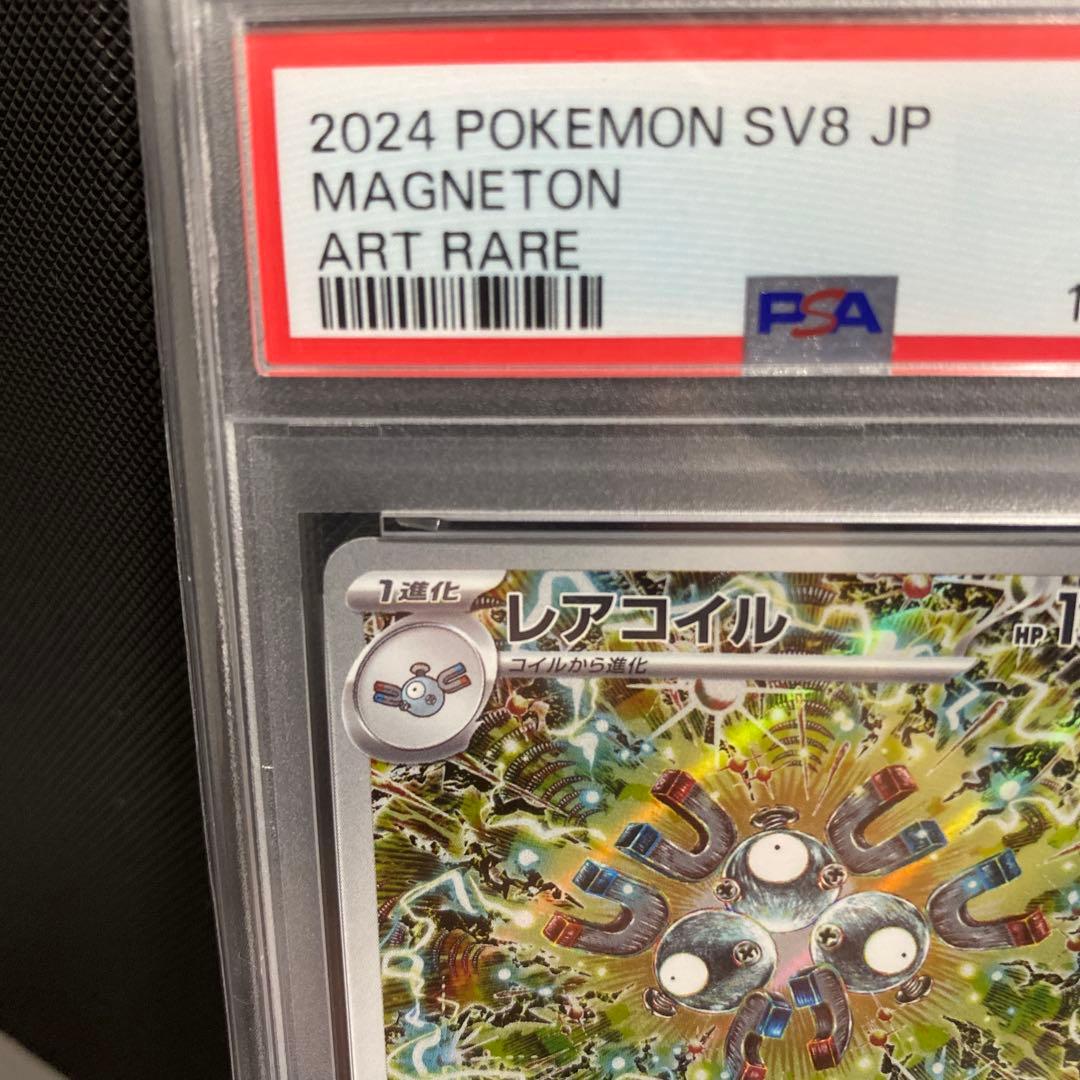 2024 POKEMON SV8 JP
MAGNETON
ART RARE
PSA
1進化
レアコイル
HP 1
コイルから進化